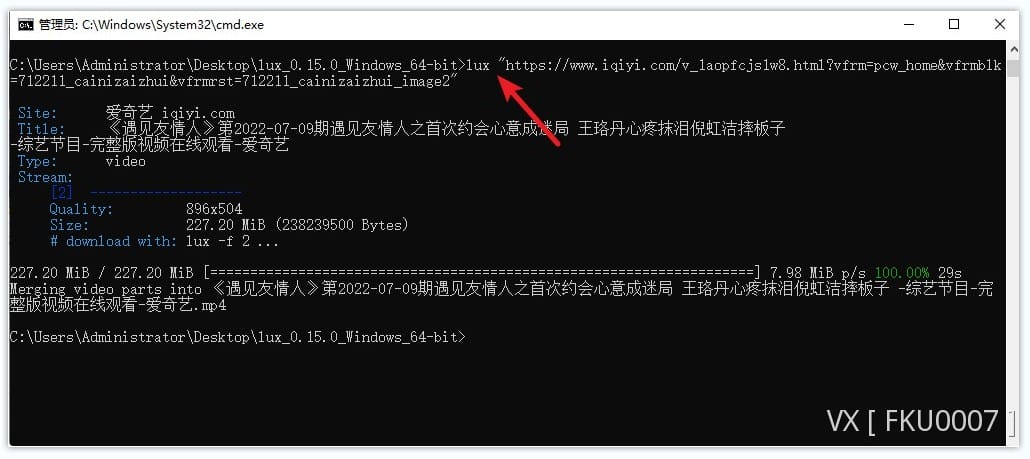 管理员: C:\Windows\System32\cmd.exe
C:\Users\Administrator\Desktop\lux_0.15.0_Windows_64-bit>lux "https://www.iqiyi.com/v_1aopfcjslw8.html?vfrm=pcw_home&vfrmblk
=712211_cainizaizhui&vfrmrst=712211_cainizaizhui_image2"
Site: 爱奇艺 iqiyi.com
Title: 《遇见友情人》第2022-07-09期遇见友情人之首次约会心意成迷局 王珞丹心疼抹泪倪虹洁摔板子
-综艺节目-完整版视频在线观看-爱奇艺
Type: video
Stream:
[2] -------------------
Quality: 896x504
Size: 227.20 MiB (238239500 Bytes)
# download with: lux -f 2 ...
227.20 MiB / 227.20 MiB [===================================================================] 7.98 MiB p/s 100.00% 29s
Merging video parts into 《遇见友情人》第2022-07-09期遇见友情人之首次约会心意成迷局 王珞丹心疼抹泪倪虹洁摔板子 -综艺节目-完
整版视频在线观看-爱奇艺.mp4
C:\Users\Administrator\Desktop\lux_0.15.0_Windows_64-bit>
VX [ FKU0007 ]